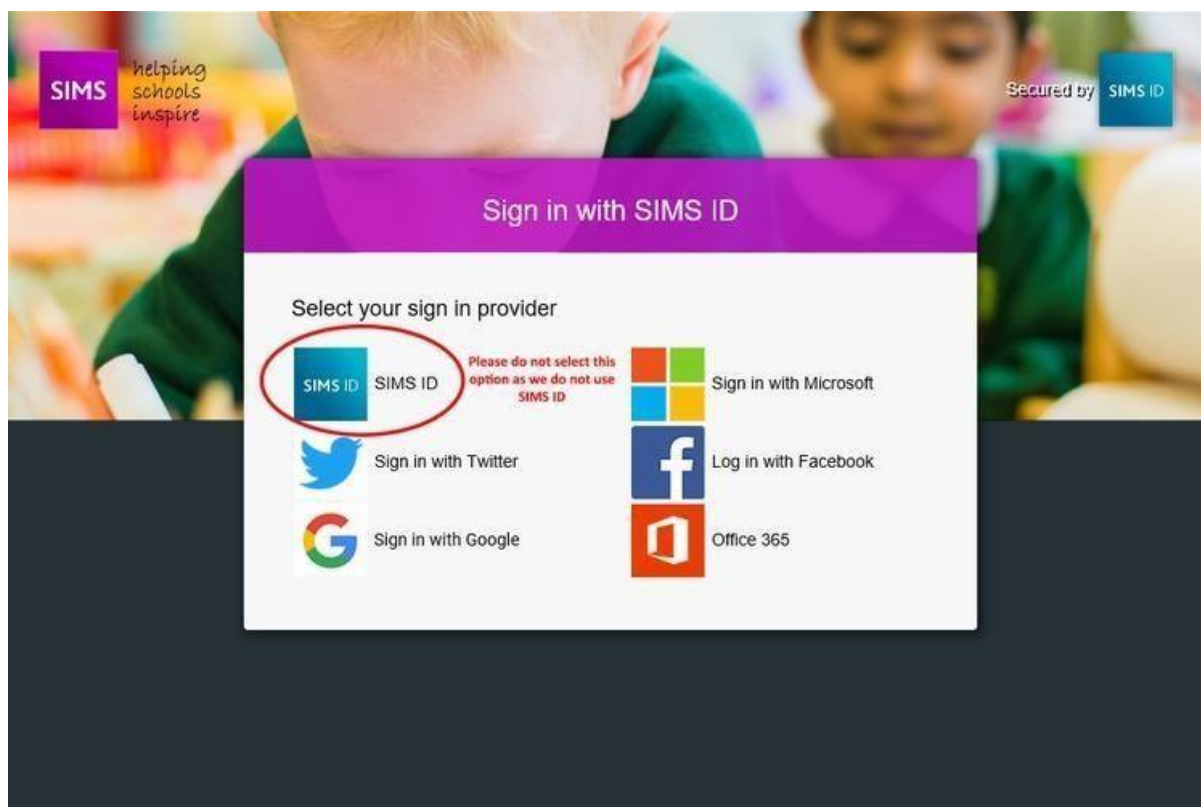 SIMS
helping
schools
inspire
Secured by
SIMS ID
Sign in with SIMS ID
Select your sign in provider
SIMS ID
SIMS ID
Please do not select this
option as we do not use
SIMS ID
Sign in with Microsoft
Sign in with Twitter
Log in with Facebook
Sign in with Google
Office 365